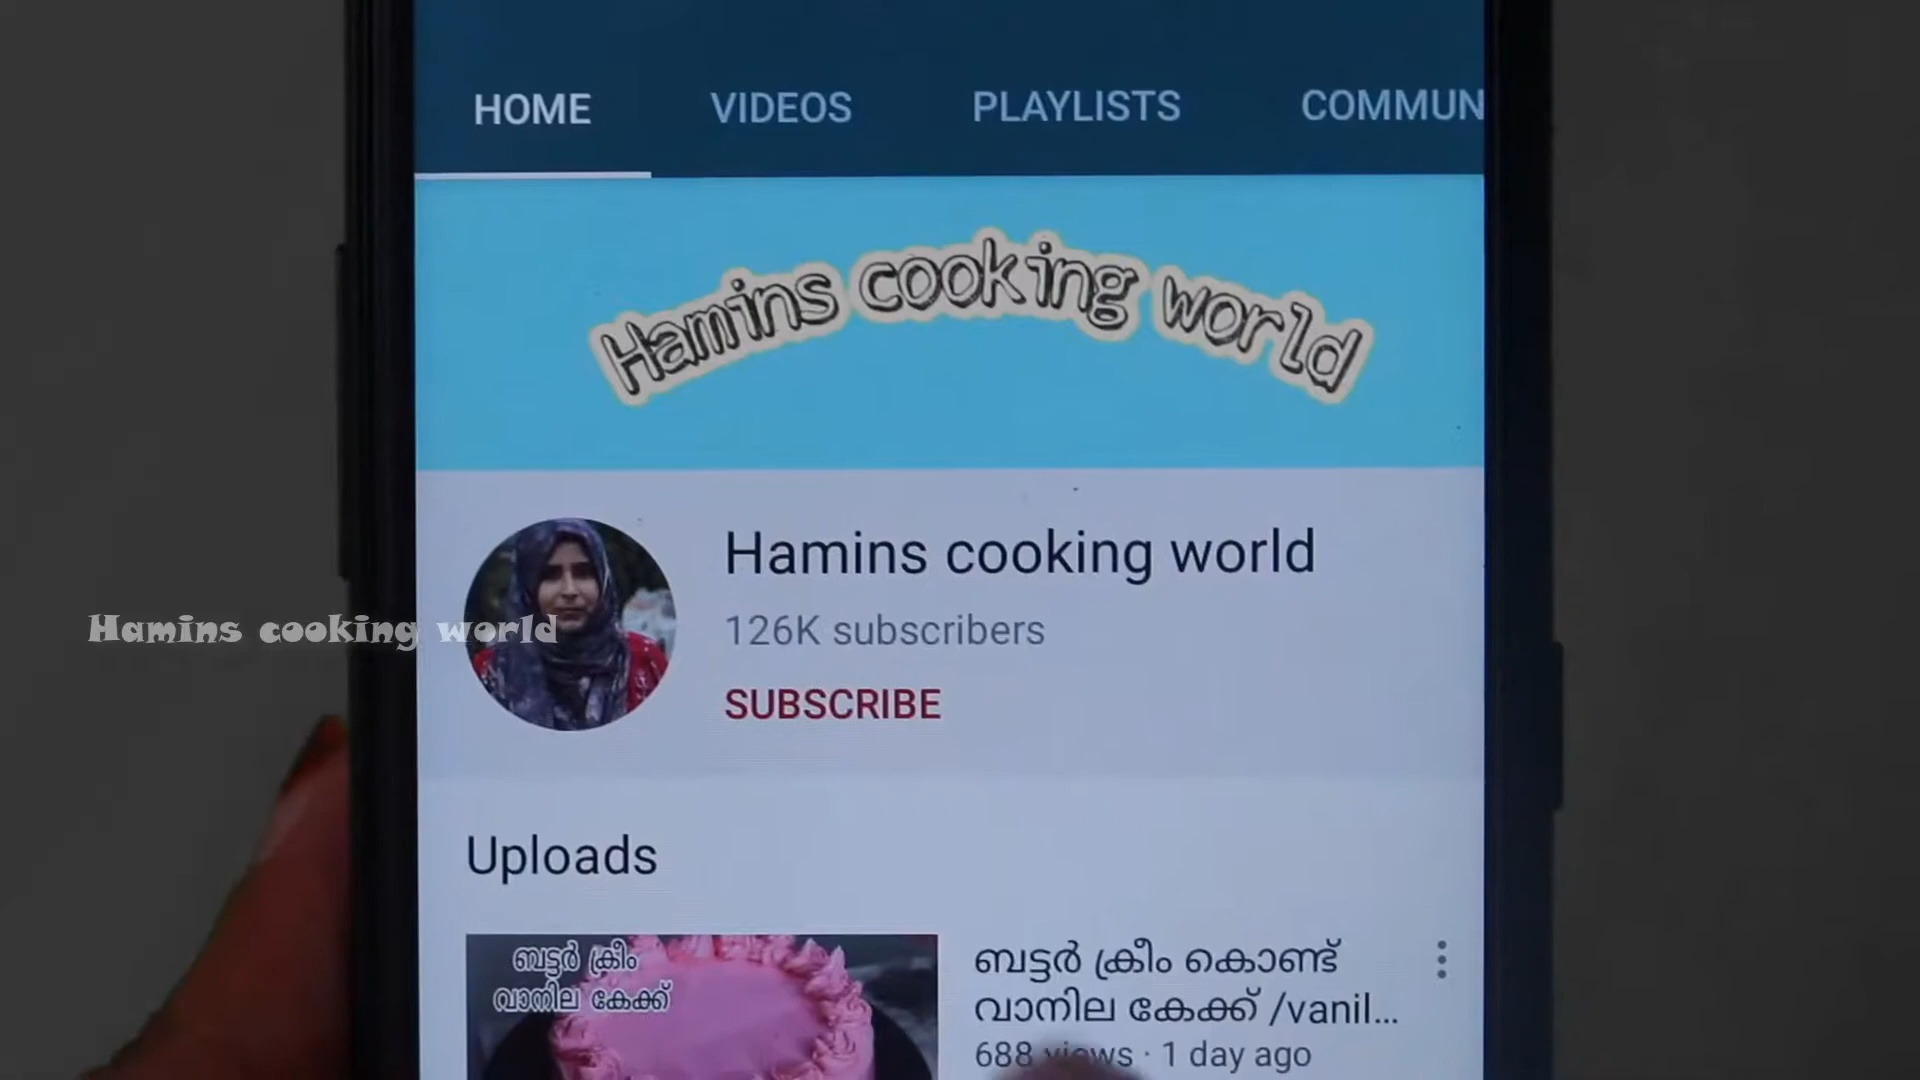 HOME VIDEOS PLAYLISTS COMMUN
Hamins cooking world
Hamins cooking world
126K subscribers
Hamins cooking world
SUBSCRIBE
Uploads
ബട്ടർ ക്രീം
വാനില കേക്ക്
ബട്ടർ ക്രീം കൊണ്ട്
വാനില കേക്ക് /vanil...
688 views · 1 day ago